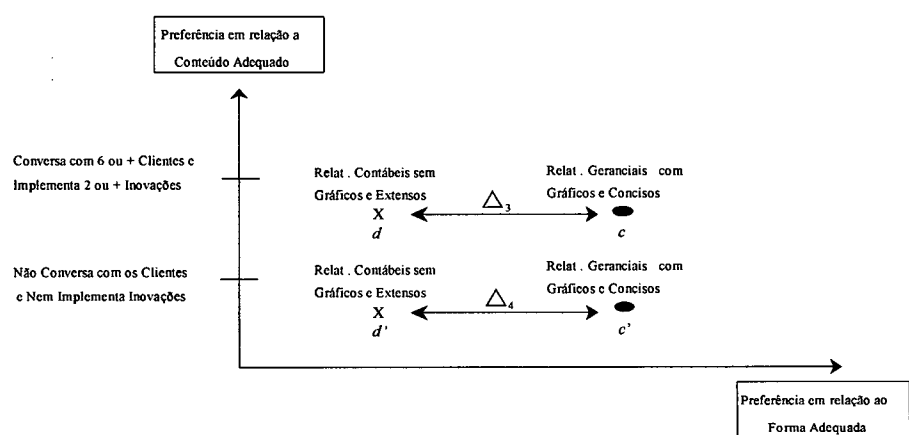 Preferência em relação a
Conteúdo Adequado
Conversa com 6 ou + Clientes e
Implementa 2 ou + Inovações
Relat . Contábeis sem
Gráficos e Extensos
X
d
△3
Relat . Geranciais com
Gráficos e Concisos
c
Não Conversa com os Clientes
e Nem Implementa Inovações
Relat . Contábeis sem
Gráficos e Extensos
X
d'
△4
Relat . Geranciais com
Gráficos e Concisos
c'
Preferência em relação ao
Forma Adequada